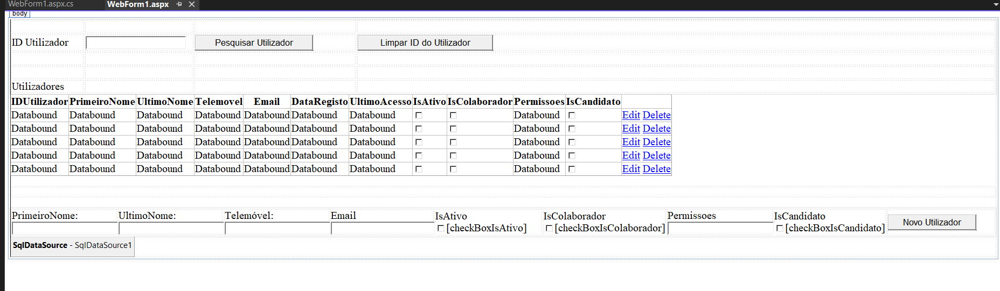 WebForm1.aspx.cs WebForm1.aspx
body
ID Utilizador Pesquisar Utilizador Limpar ID do Utilizador
Utilizadores
IDUtilizador PrimeiroNome UltimoNome Telemovel Email DataRegisto UltimoAcesso IsAtivo IsColaborador Permissoes IsCandidato
Databound Databound Databound Databound Databound Databound Databound Databound Edit Delete
Databound Databound Databound Databound Databound Databound Databound Databound Edit Delete
Databound Databound Databound Databound Databound Databound Databound Databound Edit Delete
Databound Databound Databound Databound Databound Databound Databound Databound Edit Delete
Databound Databound Databound Databound Databound Databound Databound Databound Edit Delete
PrimeiroNome: UltimoNome: Telemóvel: Email IsAtivo IsColaborador Permissoes IsCandidato Novo Utilizador
[checkBoxIsAtivo] [checkBoxIsColaborador] [checkBoxIsCandidato]
SqlDataSource - SqlDataSource1